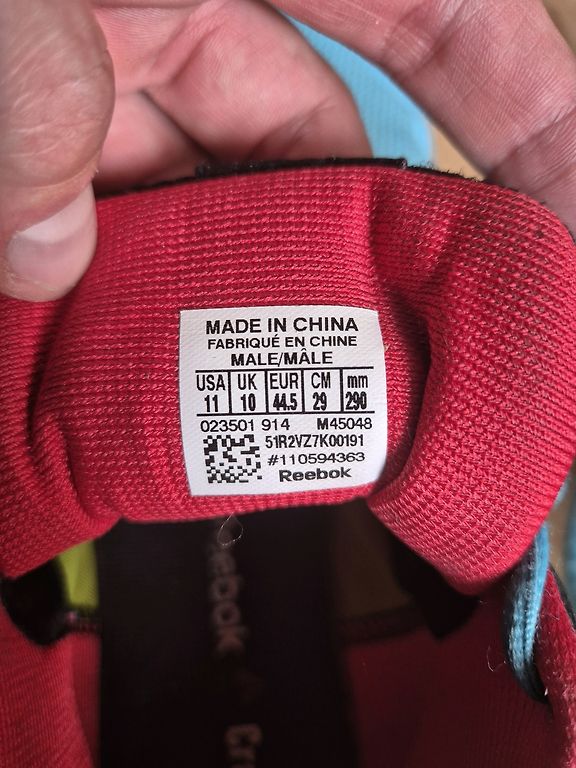 MADE IN CHINA
FABRIQUÉ EN CHINE
MALE/MÂLE
USA UK EUR CM mm
11 10 44.5 29 290
023501 914 M45048
51R2VZ7K00191
#110594363
Reebok
Reebok